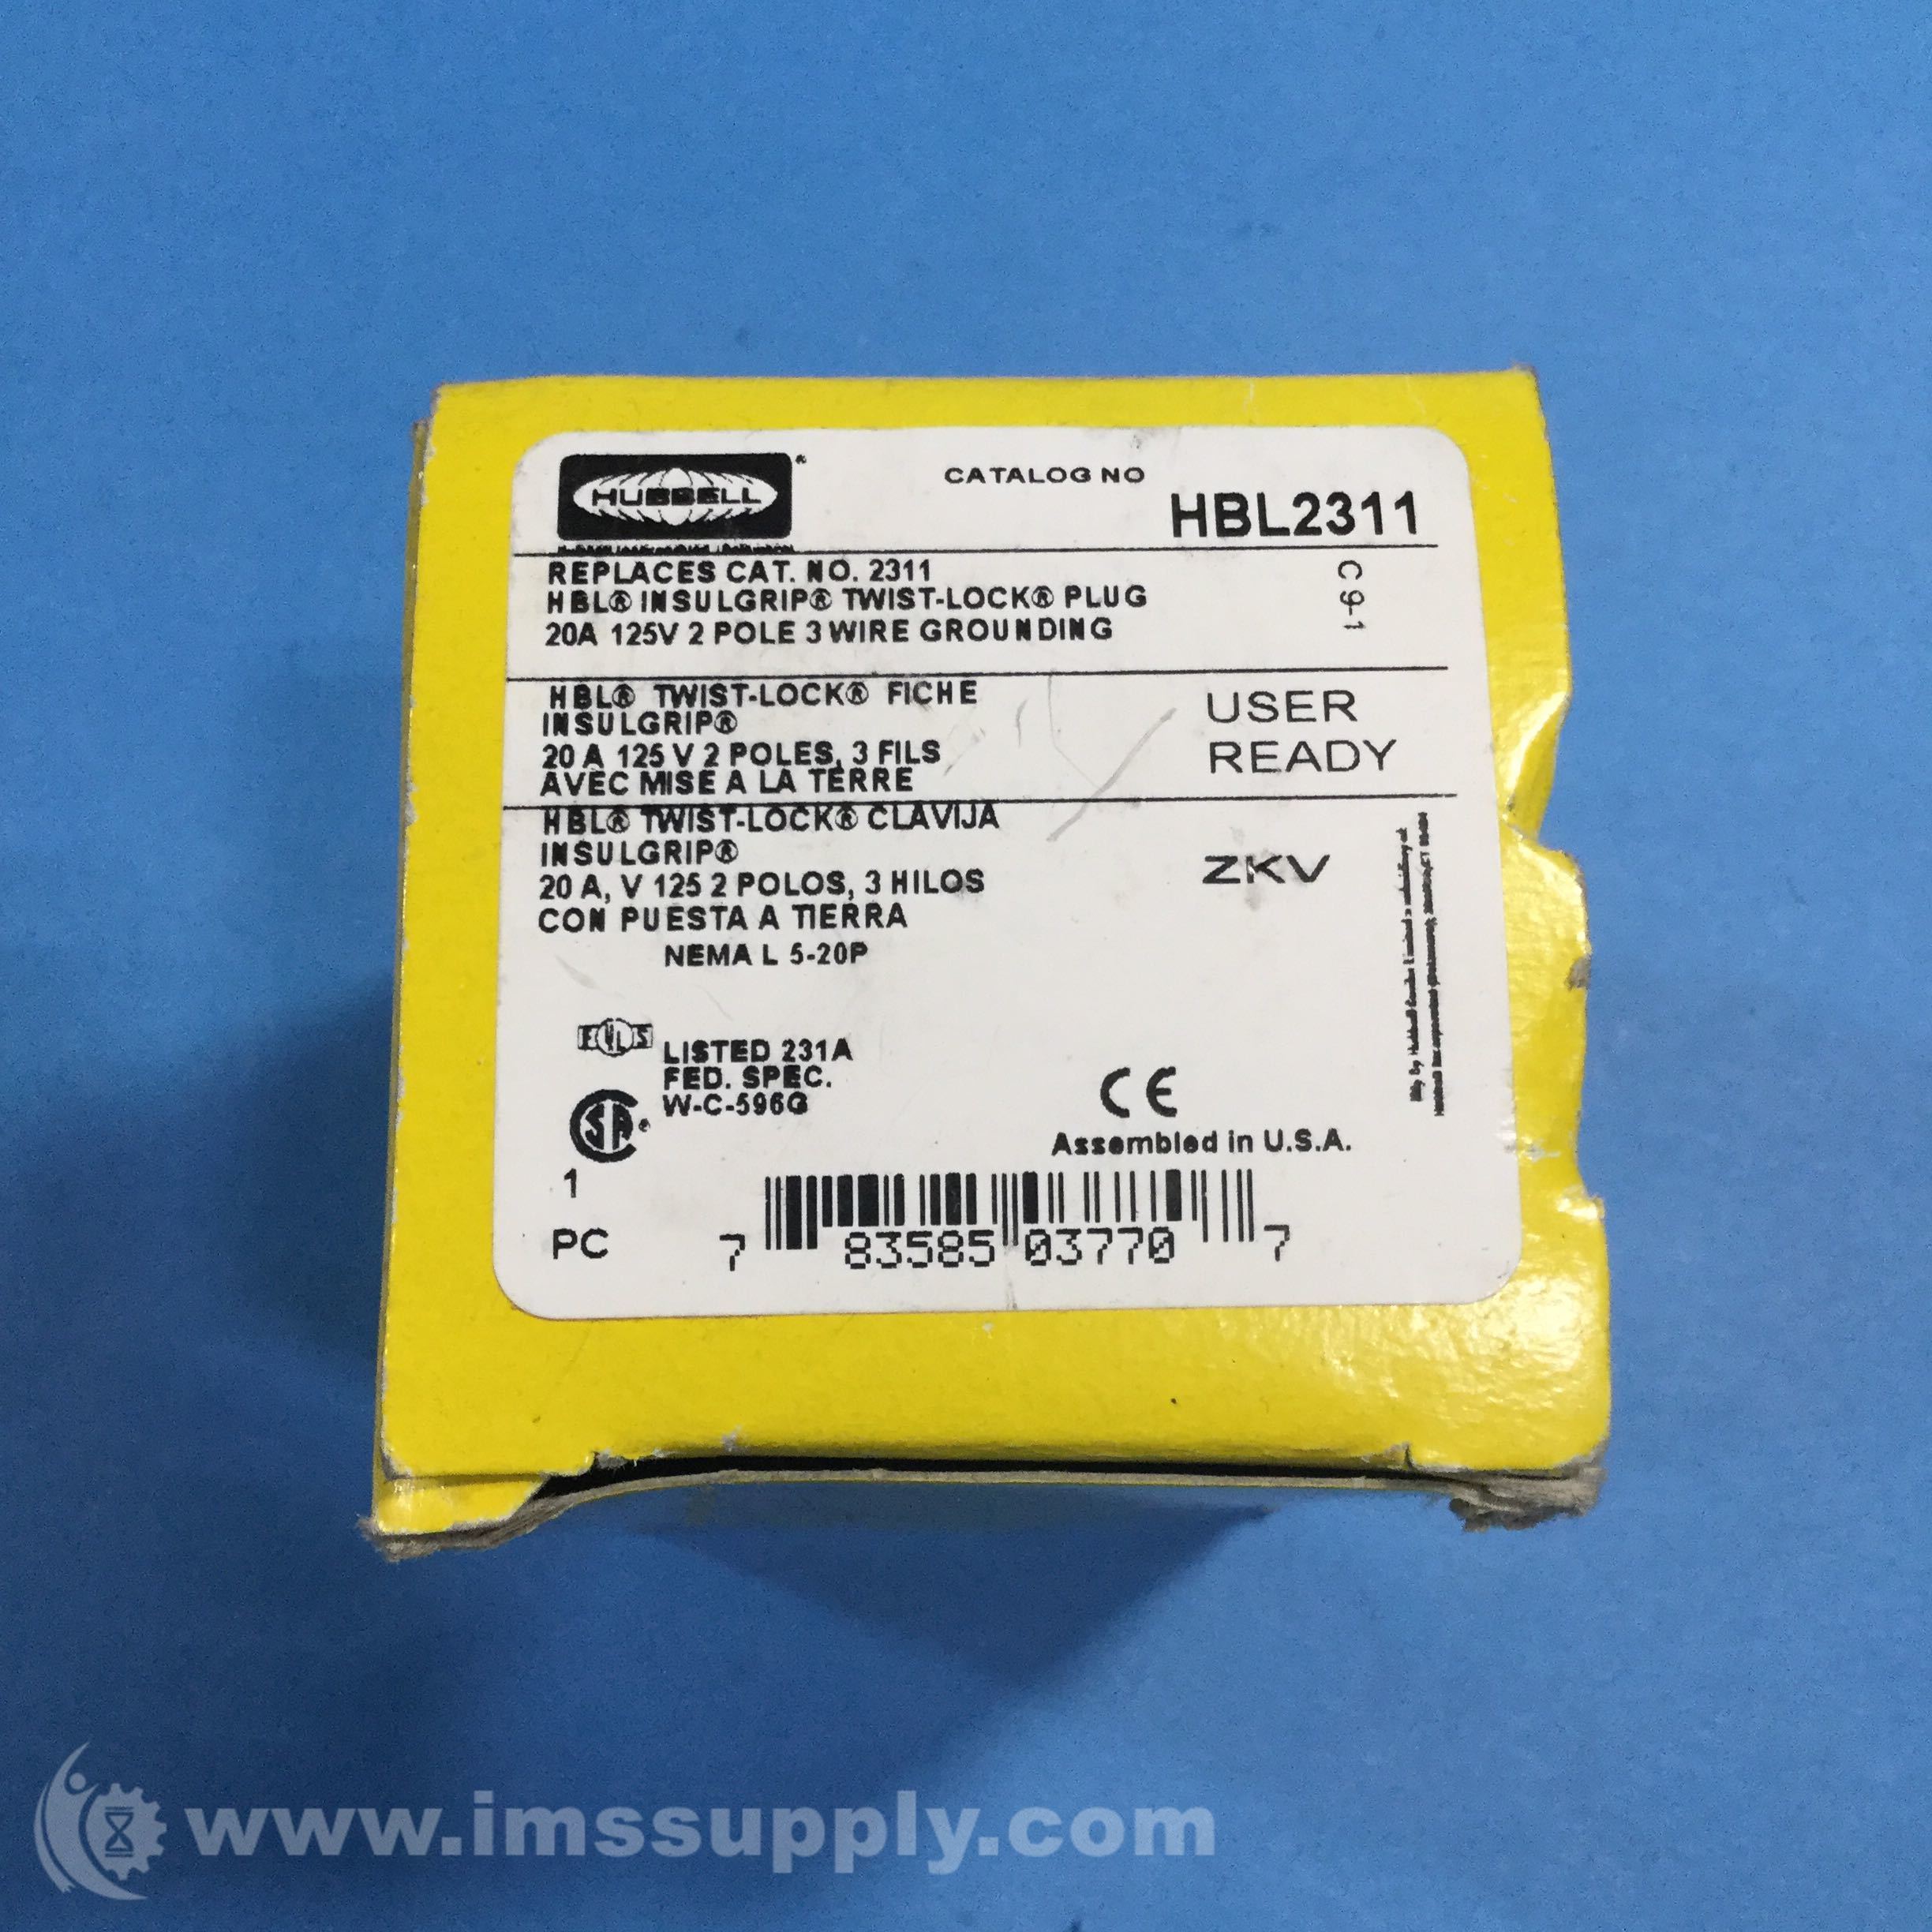 HUBBELL
CATALOG NO
HBL2311
REPLACES CAT. NO. 2311
HBL® INSULGRIP® TWIST-LOCK® PLUG
20A 125V 2 POLE 3 WIRE GROUNDING
C 9-1
HBL® TWIST-LOCK® FICHE
INSULGRIP®
20 A 125 V 2 POLES, 3 FILS
AVEC MISE A LA TERRE
USER
READY
HBL® TWIST-LOCK® CLAVIJA
INSULGRIP®
20 A, V 125 2 POLOS, 3 HILOS
CON PUESTA A TIERRA
NEMA L 5-20P
ZKV
LISTED 231A
FED. SPEC.
W-C-596G
CSA®
CE
Assembled in U.S.A.
1
PC
7 83585 03770 7
www.imssupply.com